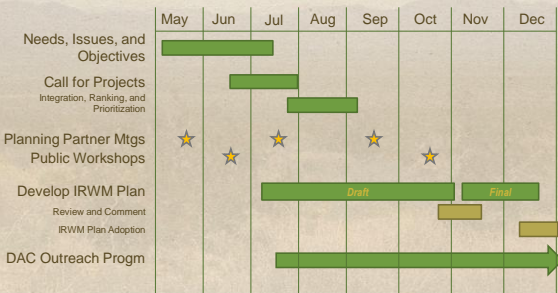 May Jun Jul Aug Sep Oct Nov Dec
Needs, Issues, and
Objectives
Call for Projects
Integration, Ranking, and
Prioritization
Planning Partner Mtgs
Public Workshops
Develop IRWM Plan
Draft Final
Review and Comment
IRWM Plan Adoption
DAC Outreach Progm